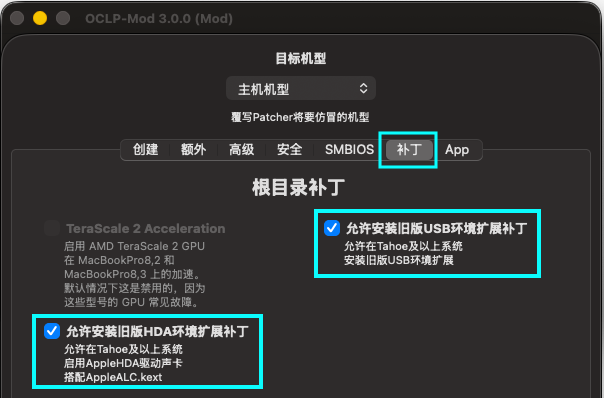 OCLP-Mod 3.0.0 (Mod)
目标机型
主机机型
覆写Patcher将要仿冒的机型
创建 额外 高级 安全 SMBIOS 补丁 App
根目录补丁
TeraScale 2 Acceleration
启用 AMD TeraScale 2 GPU
在 MacBookPro8,2 和
MacBookPro8,3 上的加速。
默认情况下这是禁用的，因为
这些型号的 GPU 常见故障。
允许安装旧版USB环境扩展补丁
允许在Tahoe及以上系统
安装旧版USB环境扩展
允许安装旧版HDA环境扩展补丁
允许在Tahoe及以上系统
启用AppleHDA驱动声卡
搭配AppleALC.kext